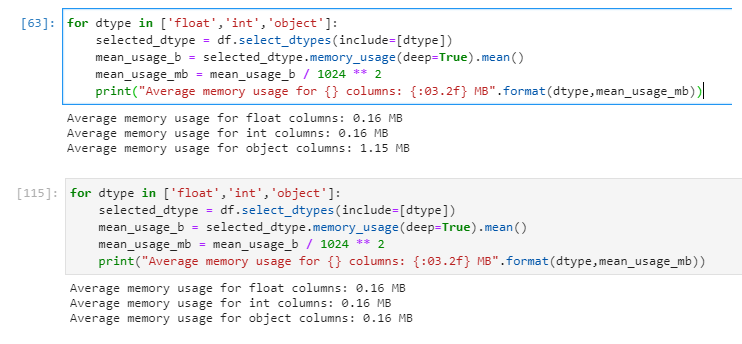 [63]: for dtype in ['float','int','object']:
    selected_dtype = df.select_dtypes(include=[dtype])
    mean_usage_b = selected_dtype.memory_usage(deep=True).mean()
    mean_usage_mb = mean_usage_b / 1024 ** 2
    print("Average memory usage for {} columns: {:03.2f} MB".format(dtype,mean_usage_mb))
Average memory usage for float columns: 0.16 MB
Average memory usage for int columns: 0.16 MB
Average memory usage for object columns: 1.15 MB
[115]: for dtype in ['float','int','object']:
    selected_dtype = df.select_dtypes(include=[dtype])
    mean_usage_b = selected_dtype.memory_usage(deep=True).mean()
    mean_usage_mb = mean_usage_b / 1024 ** 2
    print("Average memory usage for {} columns: {:03.2f} MB".format(dtype,mean_usage_mb))
Average memory usage for float columns: 0.16 MB
Average memory usage for int columns: 0.16 MB
Average memory usage for object columns: 0.16 MB